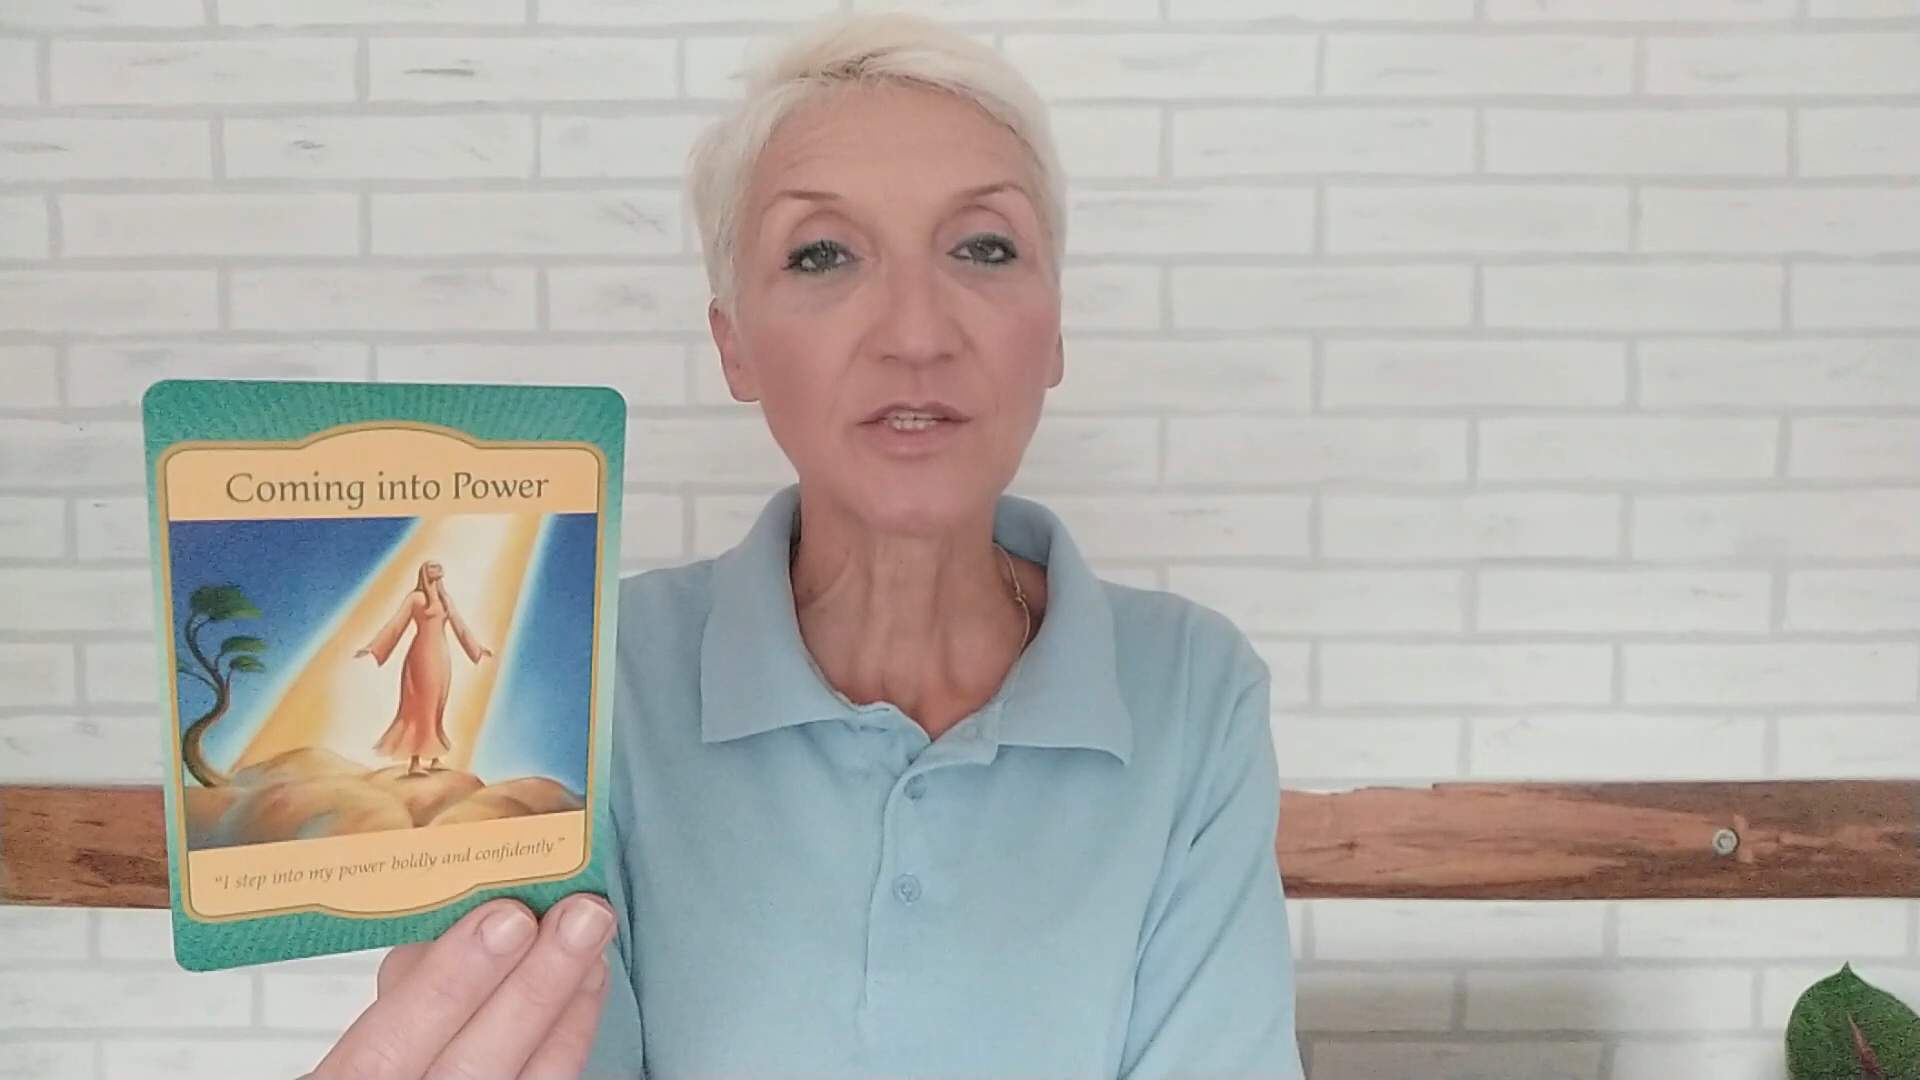 Coming into Power
"I step into my power boldly and confidently."